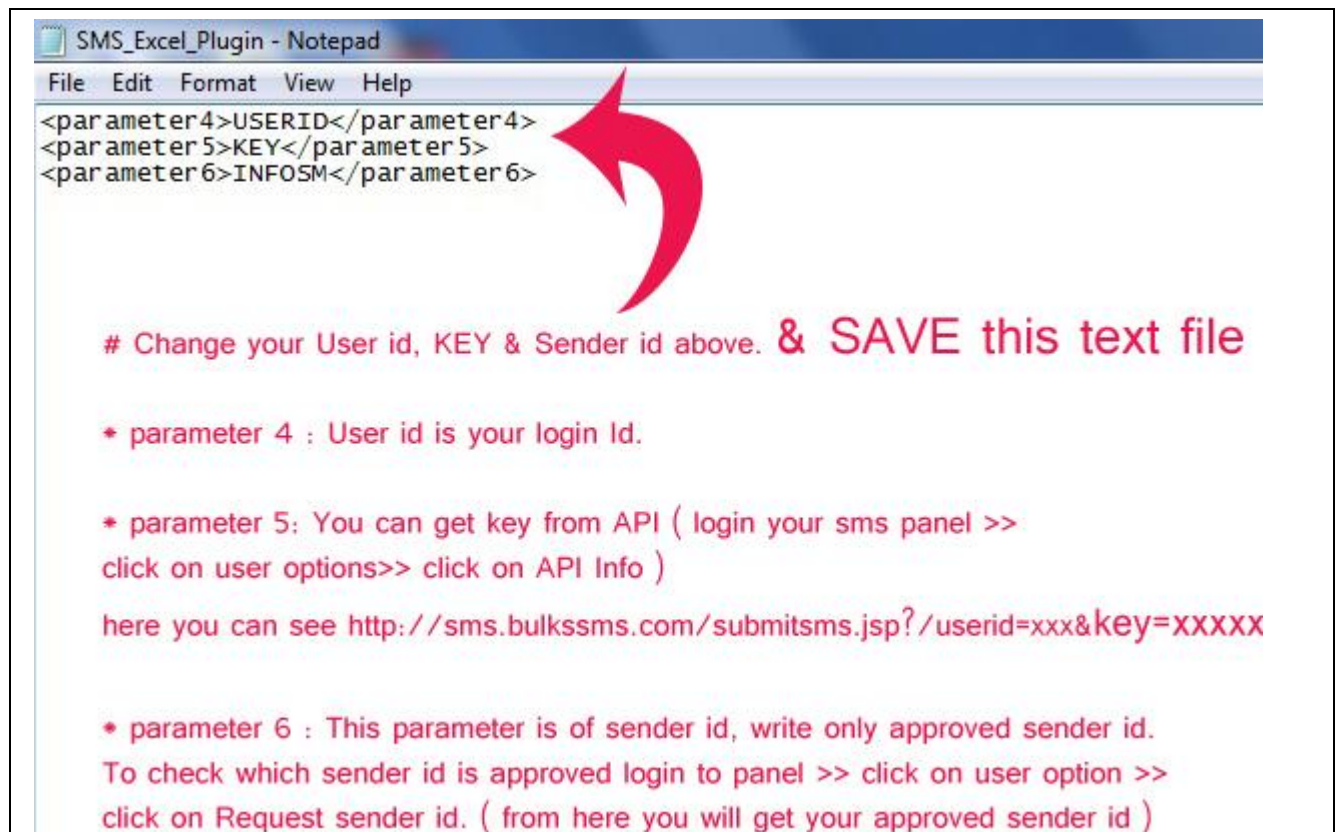 SMS_Excel_Plugin - Notepad
File Edit Format View Help
<parameter4>USERID</parameter4>
<parameter5>KEY</parameter5>
<parameter6>INFOSM</parameter6>
# Change your User id, KEY & Sender id above. & SAVE this text file
* parameter 4 : User id is your login Id.
* parameter 5: You can get key from API ( login your sms panel >>
click on user options>> click on API Info )
here you can see http://sms.bulkssms.com/submitsms.jsp?/userid=xxx&key=xxxxx
* parameter 6 : This parameter is of sender id, write only approved sender id.
To check which sender id is approved login to panel >> click on user option >>
click on Request sender id. ( from here you will get your approved sender id )